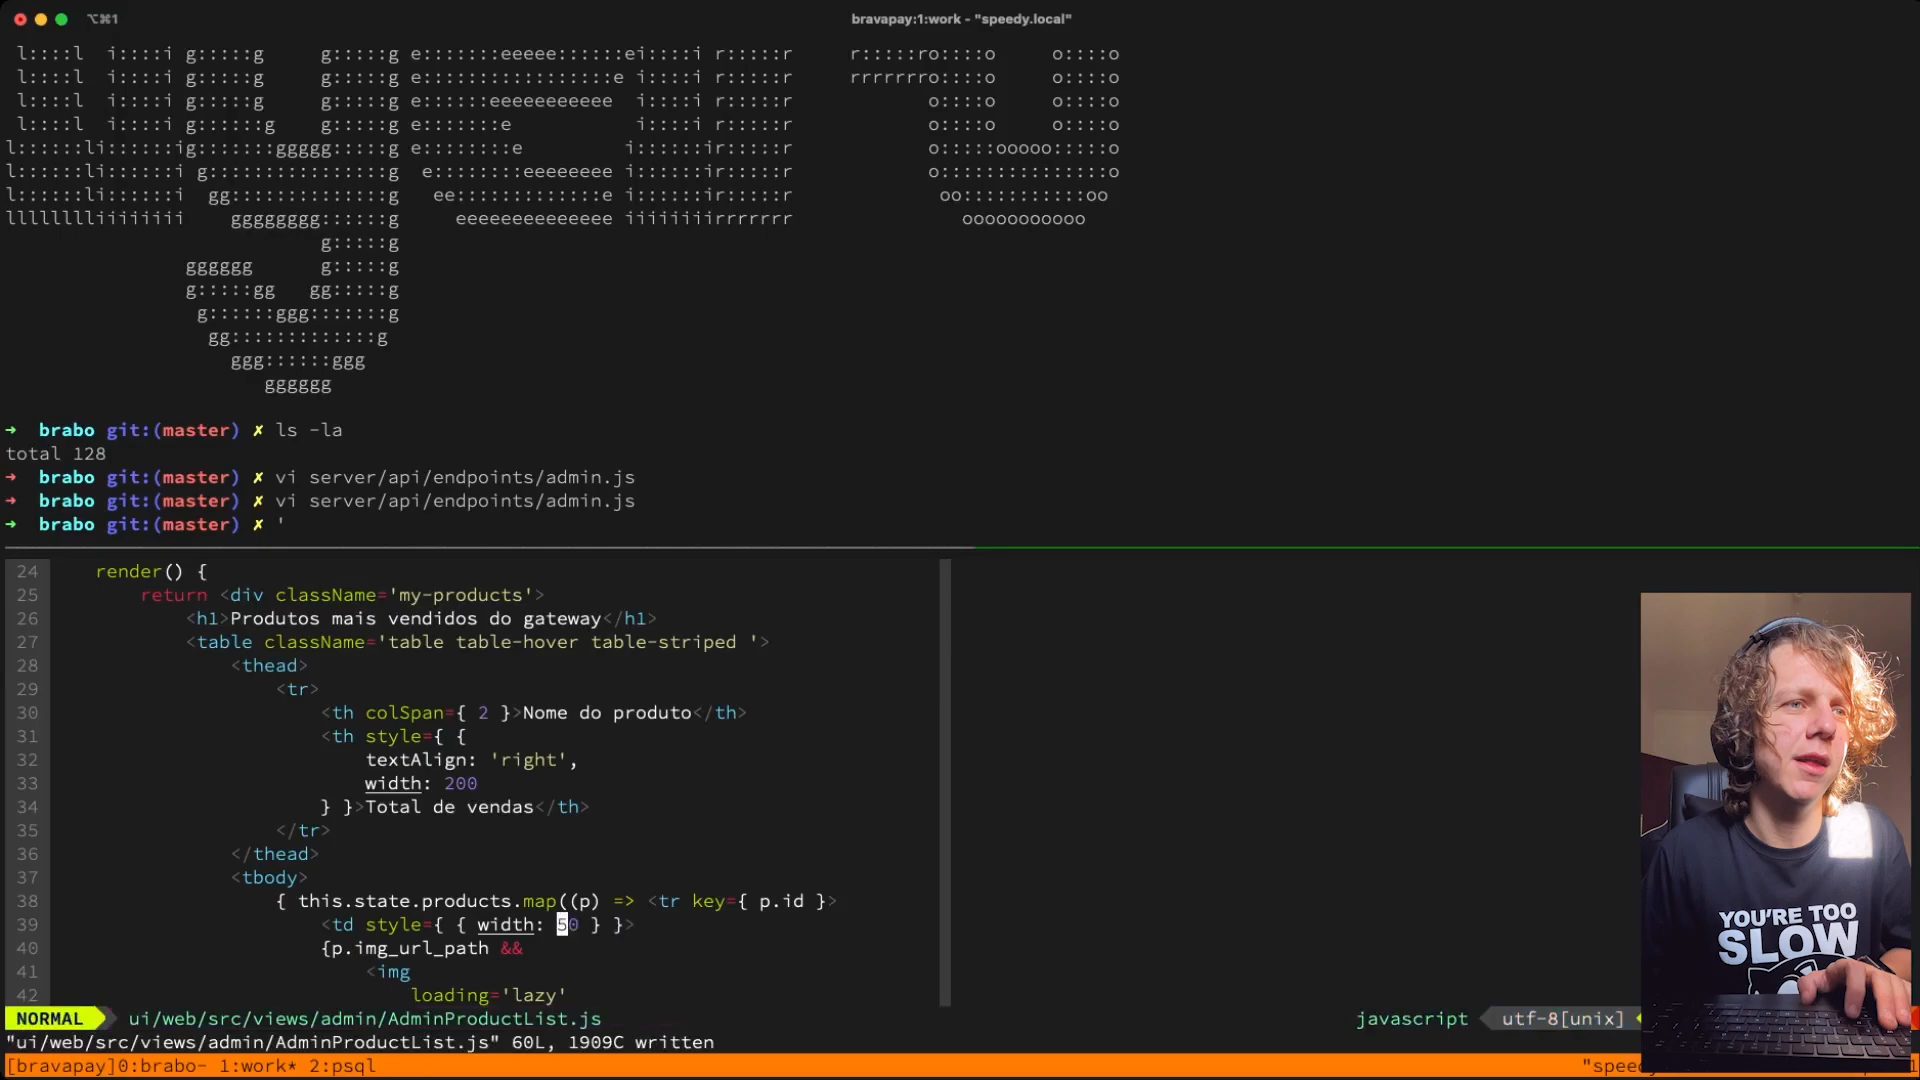 ⌥⌘1
bravapay:1:work - "speedy.local"
l::::l  i::::i g:::::g     g:::::g e:::::::eeeee::::::ei::::i r:::::r     r:::::ro::::o     o::::o
l::::l  i::::i g:::::g     g:::::g e:::::::::::::::::e i::::i r:::::r     rrrrrrro::::o     o::::o
l::::l  i::::i g:::::g     g:::::g e::::::eeeeeeeeeee  i::::i r:::::r            o::::o     o::::o
l::::l  i::::i g::::::g    g:::::g e:::::::e           i::::i r:::::r            o::::o     o::::o
l::::::li::::::ig:::::::ggggg:::::g e::::::::e         i::::::ir:::::r            o:::::ooooo:::::o
l::::::li::::::i g::::::::::::::::g  e::::::::eeeeeeee i::::::ir:::::r            o:::::::::::::::o
l::::::li::::::i  gg::::::::::::::g   ee:::::::::::::e i::::::ir:::::r             oo:::::::::::oo
lllllllliiiiiiii    gggggggg::::::g     eeeeeeeeeeeeee iiiiiiiirrrrrrr               ooooooooooo
g:::::g
gggggg      g:::::g
g:::::gg   gg:::::g
g::::::ggg:::::::g
gg:::::::::::::g
ggg::::::ggg
gggggg
➜  brabo git:(master) ✗ ls -la
total 128
➜  brabo git:(master) ✗ vi server/api/endpoints/admin.js
➜  brabo git:(master) ✗ vi server/api/endpoints/admin.js
➜  brabo git:(master) ✗ '
24    render() {
25        return <div className='my-products'>
26            <h1>Produtos mais vendidos do gateway</h1>
27            <table className='table table-hover table-striped '>
28                <thead>
29                    <tr>
30                        <th colSpan={ 2 }>Nome do produto</th>
31                        <th style={ {
32                            textAlign: 'right',
33                            width: 200
34                        } }>Total de vendas</th>
35                    </tr>
36                </thead>
37                <tbody>
38                    { this.state.products.map((p) => <tr key={ p.id }>
39                        <td style={ { width: 50 } }>
40                        {p.img_url_path &&
41                            <img
42                                loading='lazy'
NORMAL ui/web/src/views/admin/AdminProductList.js javascript utf-8[unix]
"ui/web/src/views/admin/AdminProductList.js" 60L, 1909C written
[bravapay]0:brabo- 1:work* 2:psql
YOU'RE TOO
SLOW